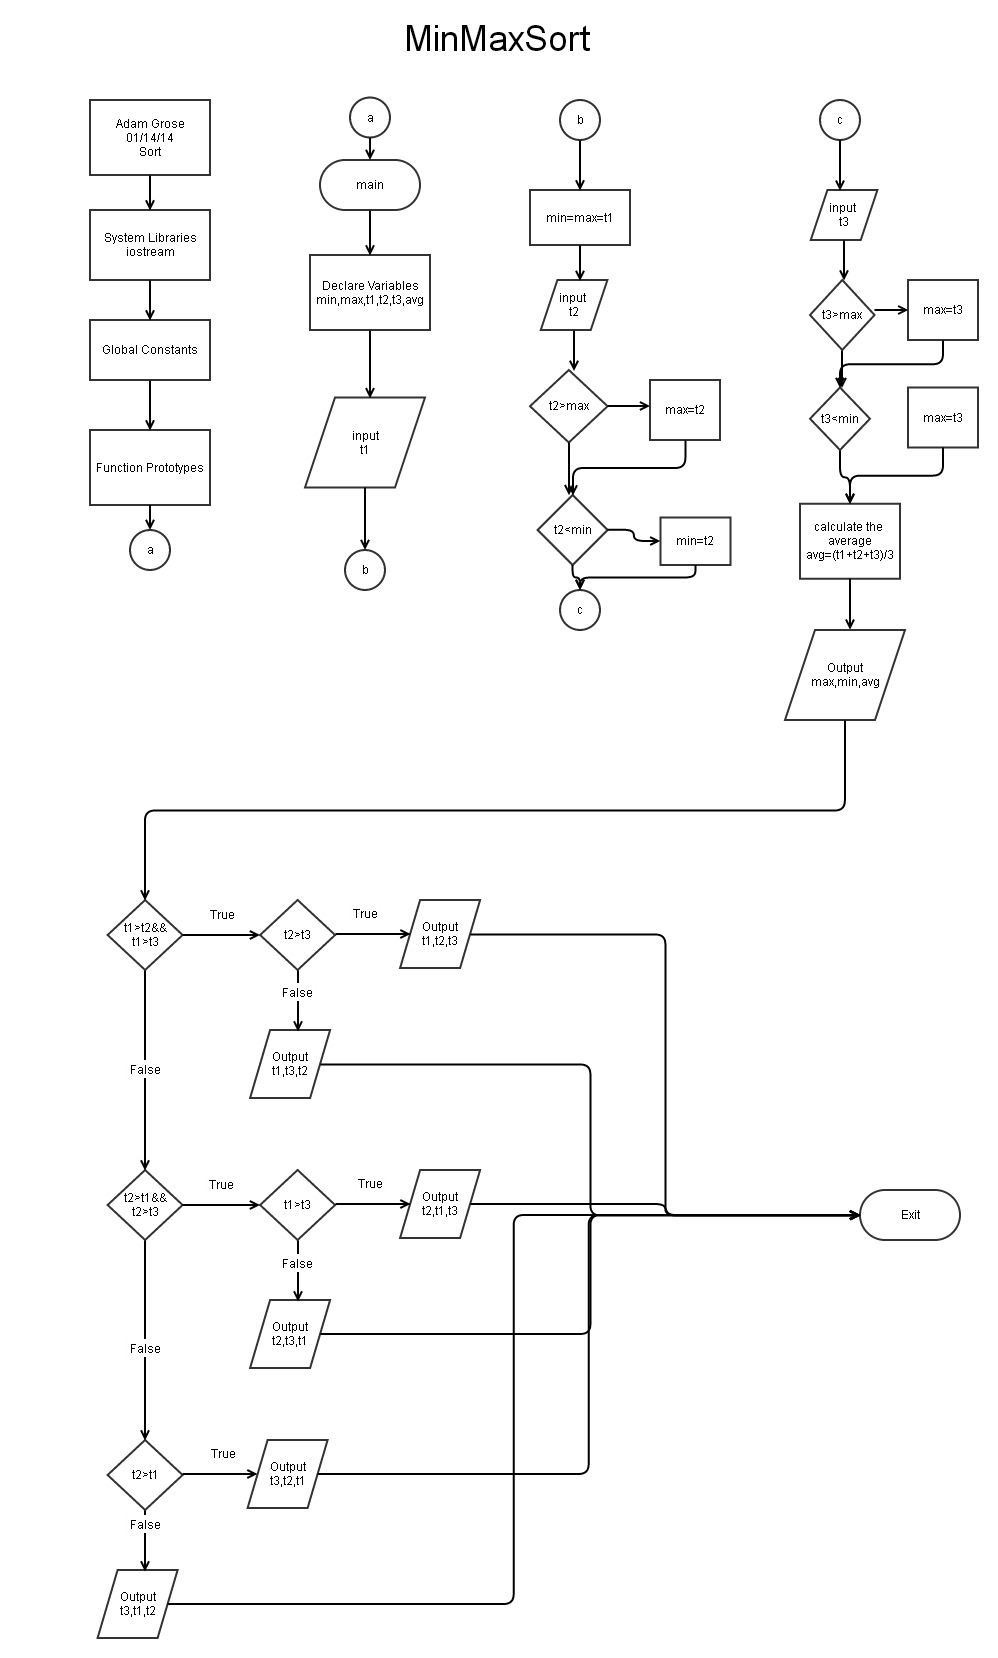 MinMaxSort
Adam Grose
01/14/14
Sort
System Libraries
iostream
Global Constants
Function Prototypes
a
a
main
Declare Variables
min,max,t1,t2,t3,avg
input
t1
b
b
min=max=t1
input
t2
t2>max
max=t2
t2<min
min=t2
c
c
input
t3
t3>max
max=t3
t3<min
max=t3
calculate the
average
avg=(t1+t2+t3)/3
Output
max,min,avg
t1>t2&&
t1>t3
True
t2>t3
True
Output
t1,t2,t3
False
Output
t1,t3,t2
False
t2>t1&&
t2>t3
True
t1>t3
True
Output
t2,t1,t3
Exit
False
Output
t2,t3,t1
False
t2>t1
True
Output
t3,t2,t1
False
Output
t3,t1,t2